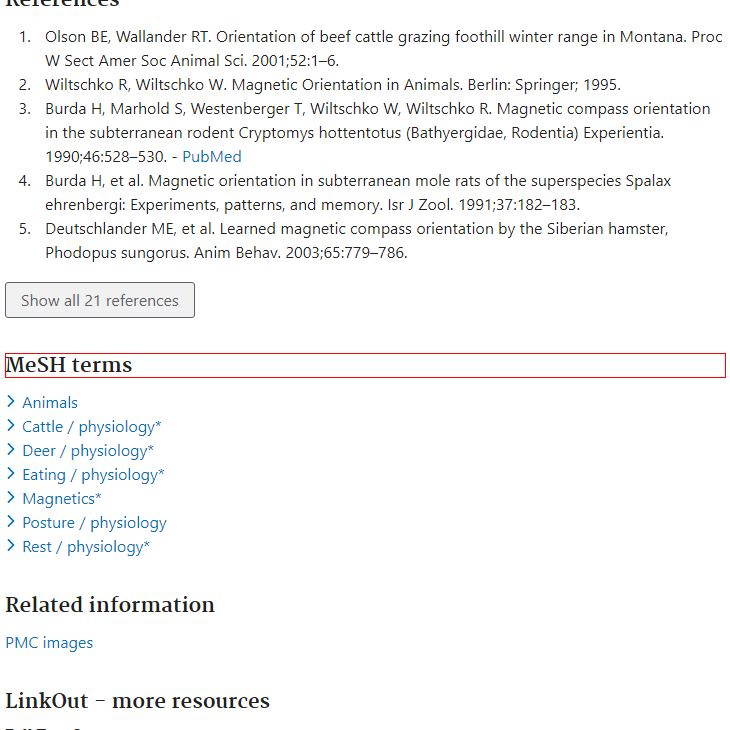 References
1. Olson BE, Wallander RT. Orientation of beef cattle grazing foothill winter range in Montana. Proc
W Sect Amer Soc Animal Sci. 2001;52:1–6.
2. Wiltschko R, Wiltschko W. Magnetic Orientation in Animals. Berlin: Springer; 1995.
3. Burda H, Marhold S, Westenberger T, Wiltschko W, Wiltschko R. Magnetic compass orientation
in the subterranean rodent Cryptomys hottentotus (Bathyergidae, Rodentia) Experientia.
1990;46:528–530. - PubMed
4. Burda H, et al. Magnetic orientation in subterranean mole rats of the superspecies Spalax
ehrenbergi: Experiments, patterns, and memory. Isr J Zool. 1991;37:182–183.
5. Deutschlander ME, et al. Learned magnetic compass orientation by the Siberian hamster,
Phodopus sungorus. Anim Behav. 2003;65:779–786.
Show all 21 references
MeSH terms
Animals
Cattle / physiology*
Deer / physiology*
Eating / physiology*
Magnetics*
Posture / physiology
Rest / physiology*
Related information
PMC images
LinkOut - more resources